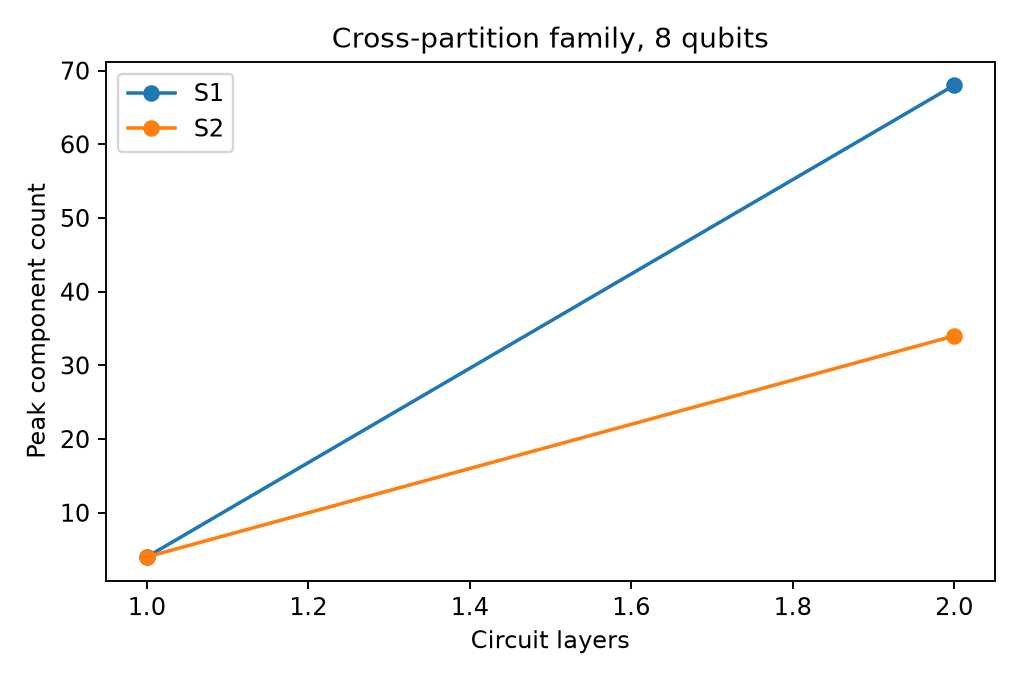 Cross-partition family, 8 qubits
S1
S2
Peak component count
70
60
50
40
30
20
10
1.0 1.2 1.4 1.6 1.8 2.0
Circuit layers